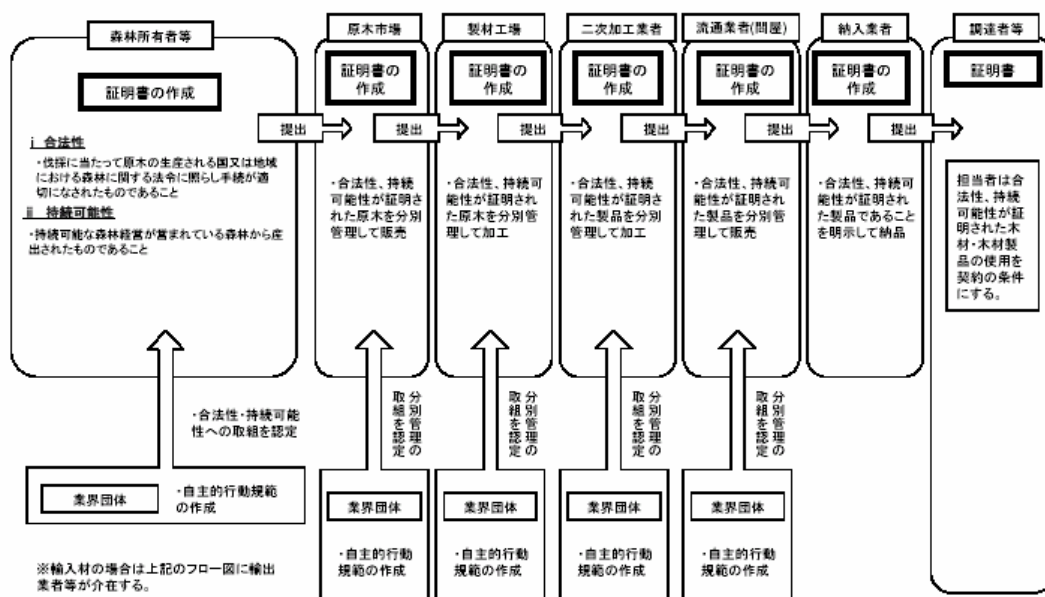 森林所有者等
証明書の作成
ⅰ 合法性
・伐採に当たって原木の生産される国又は地域
における森林に関する法令に照らし手続が適
切になされたものであること
ⅱ 持続可能性
・持続可能な森林経営が営まれている森林から産
出されたものであること
提出
原木市場
証明書の
作成
・合法性、持続
可能性が証明
された原木を分別
管理して販売
提出
製材工場
証明書の
作成
・合法性、持続可
能性が証明され
た原木を分別管
理して加工
提出
二次加工業者
証明書の
作成
・合法性、持続
可能性が証明
された製品を分別
管理して加工
提出
流通業者(問屋)
証明書の
作成
・合法性、持続可
能性が証明され
た製品を分別管
理して販売
提出
納入業者
証明書の
作成
・合法性、持続可
能性が証明され
た製品であること
を明示して納品
提出
調達者等
証明書
担当者は合
法性、持続
可能性が証
明された木
材・木材製
品の使用を
契約の条件
にする。
・合法性・持続可能
性への取組を認定
業界団体
・自主的行動規範
の作成
分別管理の
取組を認定
業界団体
・自主的行動
規範の作成
分別管理の
取組を認定
業界団体
・自主的行動
規範の作成
分別管理の
取組を認定
業界団体
・自主的行動
規範の作成
分別管理の
取組を認定
業界団体
・自主的行動
規範の作成
※輸入材の場合は上記のフロー図に輸出
業者等が介在する。